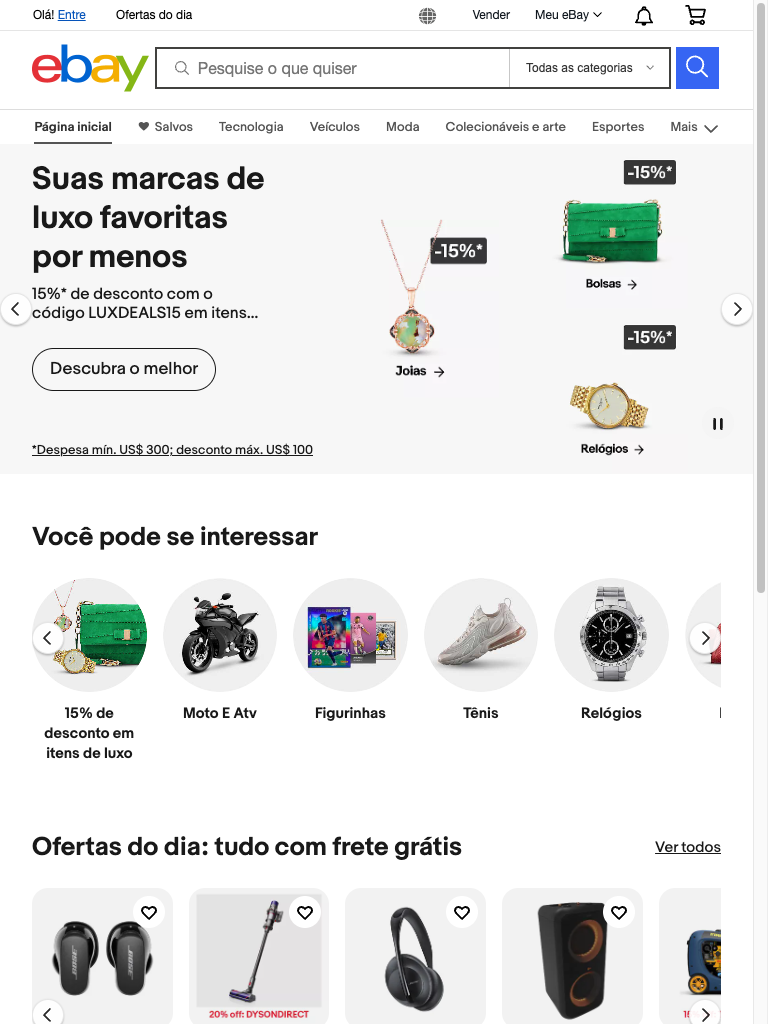 Olá! Entre
Ofertas do dia
Vender
Meu eBay
ebay
Pesquise o que quiser
Todas as categorias
Página inicial
Salvos
Tecnologia
Veículos
Moda
Colecionáveis e arte
Esportes
Mais
Suas marcas de
luxo favoritas
por menos
15%* de desconto com o
código LUXDEALS15 em itens...
Descubra o melhor
*Despesa mín. US$ 300; desconto máx. US$ 100
-15%*
Joias
-15%*
Bolsas
-15%*
Relógios
Você pode se interessar
15% de
desconto em
itens de luxo
Moto E Atv
Figurinhas
Tênis
Relógios
Ofertas do dia: tudo com frete grátis
Ver todos
BOSE
BOSE
20% off: DYSONDIRECT